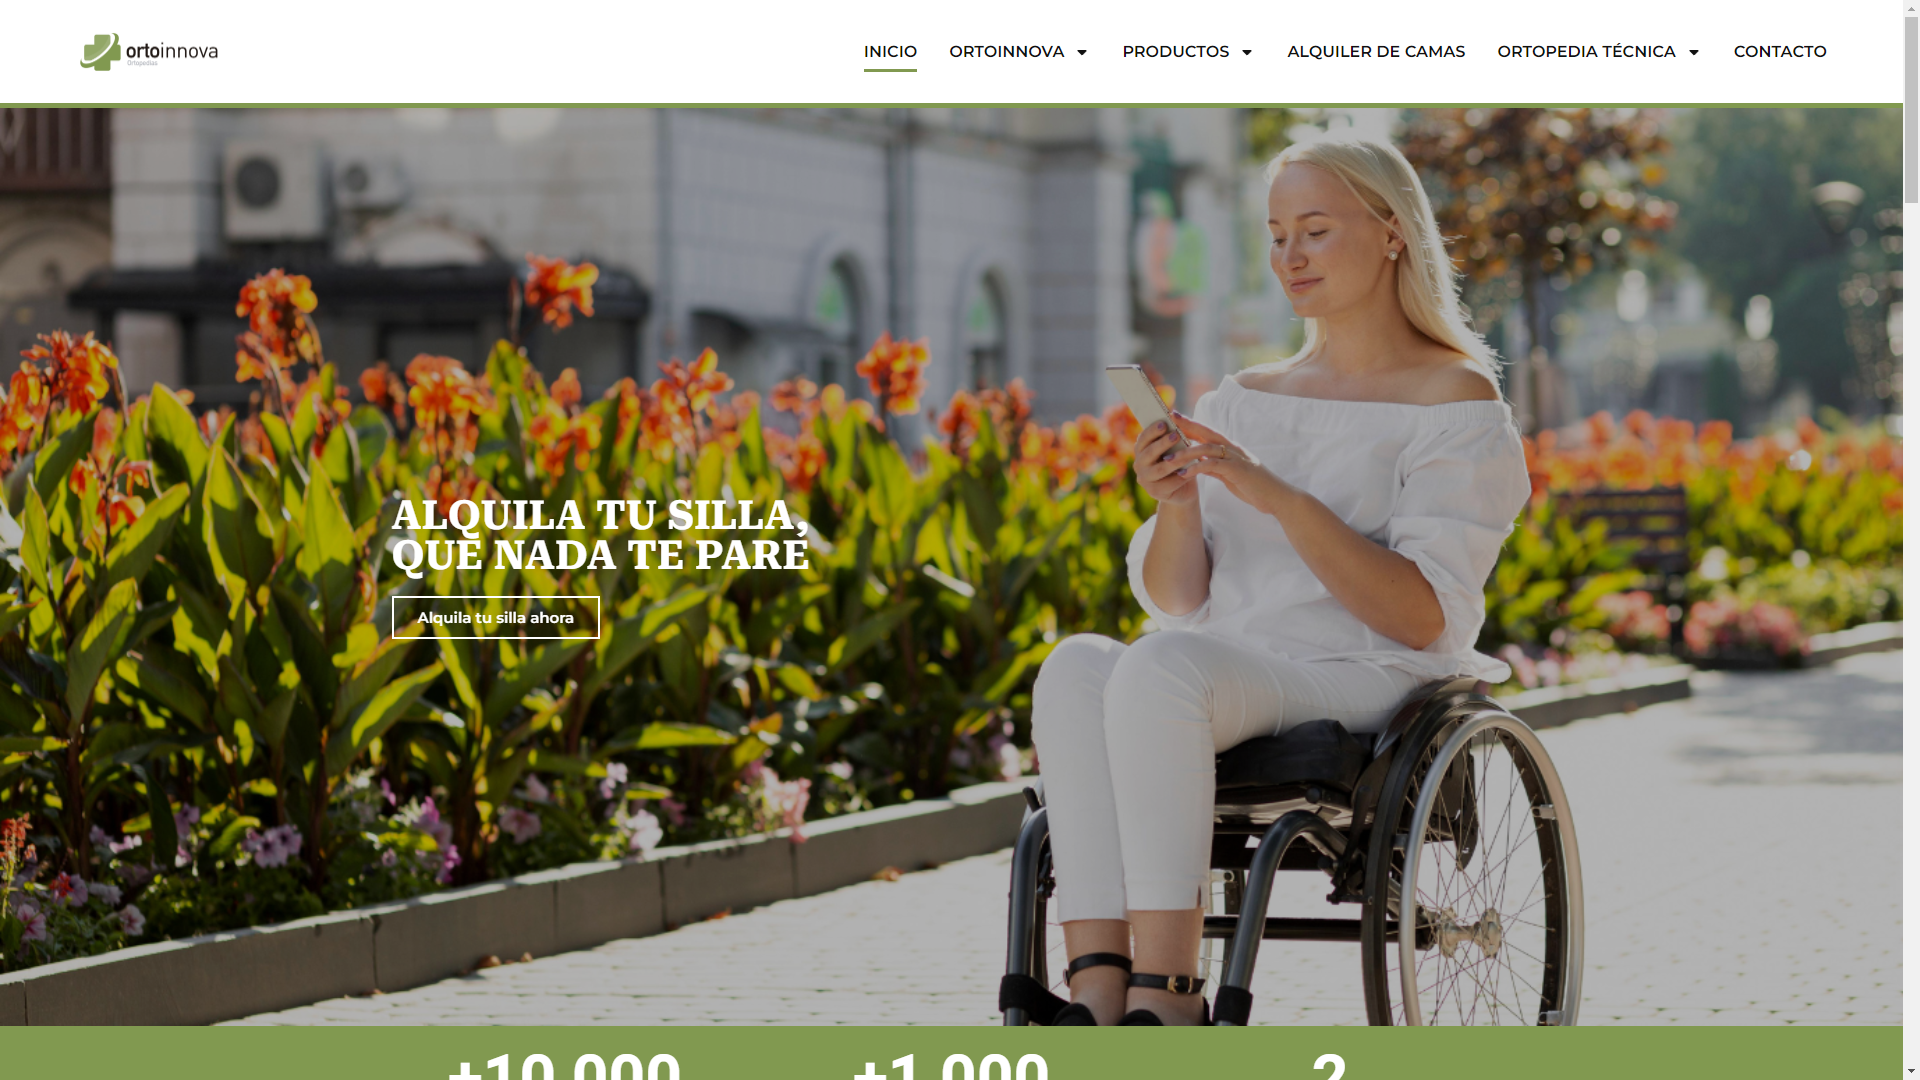 ortoinnova
Ortopedias
INICIO
ORTOINNOVA
PRODUCTOS
ALQUILER DE CAMAS
ORTOPEDIA TÉCNICA
CONTACTO
ALQUILA TU SILLA,
QUE NADA TE PARE
Alquila tu silla ahora
+10.000
+1.000
2